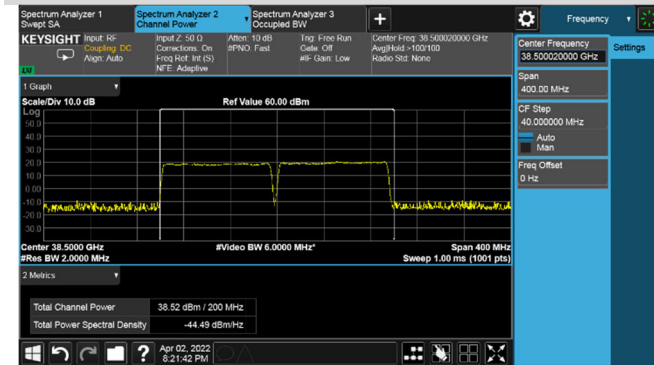 Spectrum Analyzer 1
Swept SA
Spectrum Analyzer 2
Channel Power
Spectrum Analyzer 3
Occupied BW
Frequency
KEYSIGHT
Input: RF
Coupling: DC
Align: Auto
Input Z: 50 Ω
Corrections: On
Freq Ref: Int (S)
NFE: Adaptive
Atten: 10 dB
#PNO: Fast
Trig: Free Run
Gate: Off
#IF Gain: Low
Center Freq: 38.500020000 GHz
Avg|Hold >100/100
Radio Std: None
1 Graph
Scale/Div 10.0 dB
Ref Value 60.00 dBm
Log
50.0
40.0
30.0
20.0
10.0
0.00
-10.0
-20.0
30.0
Center 38.5000 GHz
#Res BW 2.0000 MHz
#Video BW 6.0000 MHz*
Span 400 MHz
Sweep 1.00 ms (1001 pts)
2 Metrics
Total Channel Power 38.52 dBm / 200 MHz
Total Power Spectral Density -44.49 dBm/Hz
Apr 02, 2022
8:21:42 PM
Center Frequency
38.500020000 GHz
Settings
Span
400.00 MHz
CF Step
40.000000 MHz
Auto
Man
Freq Offset
0 Hz